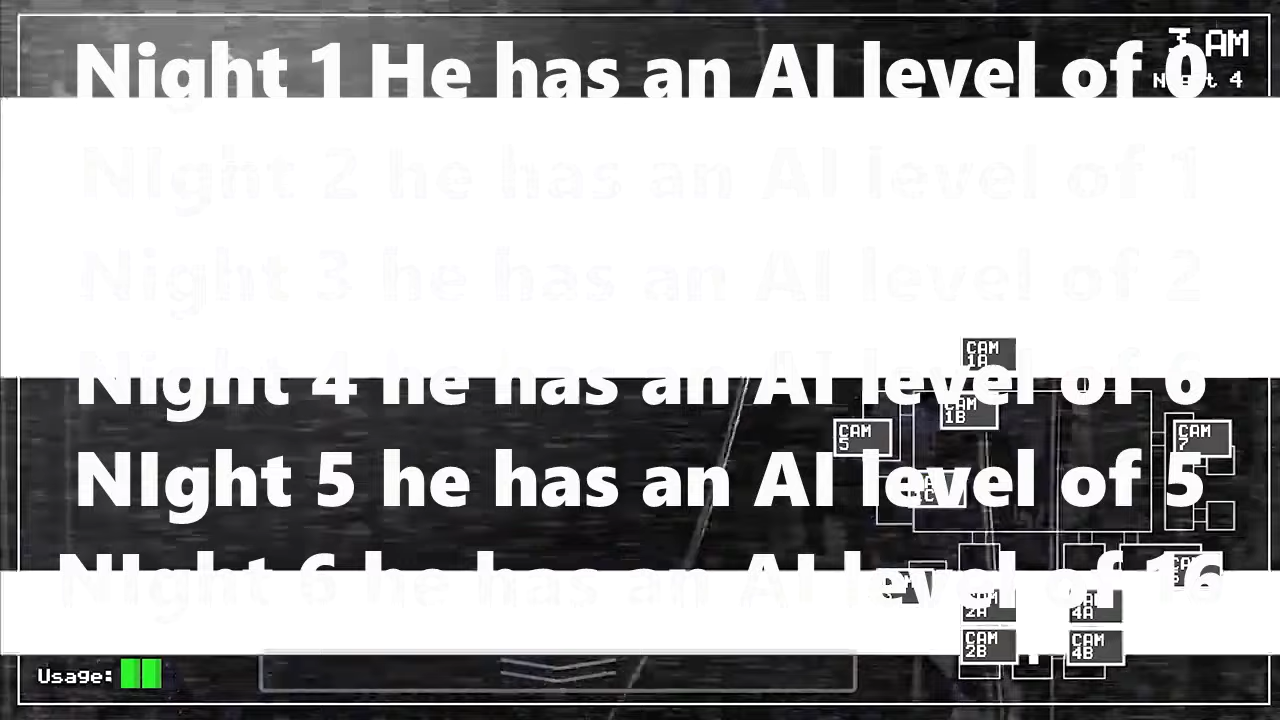 Night 1 He has an AI level of 0
3 AM
Night 4
NIght 2 he has an AI level of 1
Night 3 he has an AI level of 2
CAM 1A
Night 4 he has an AI level of 6
CAM 1B
CAM 5
CAM 7
NIght 5 he has an AI level of 5
NIght 6 he has an AI level of 16
CAM 2A
4A
CAM 2B
CAM 4B
Usage: